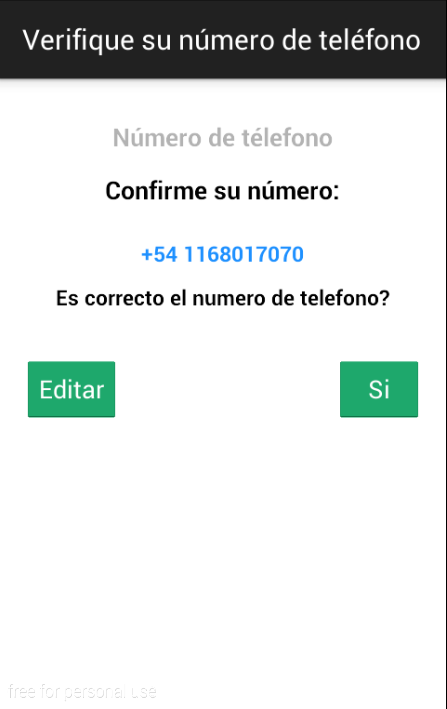 Verifique su número de teléfono
Número de télefono
Confirme su número:
+54 1168017070
Es correcto el numero de telefono?
Editar
Si
free for personal use